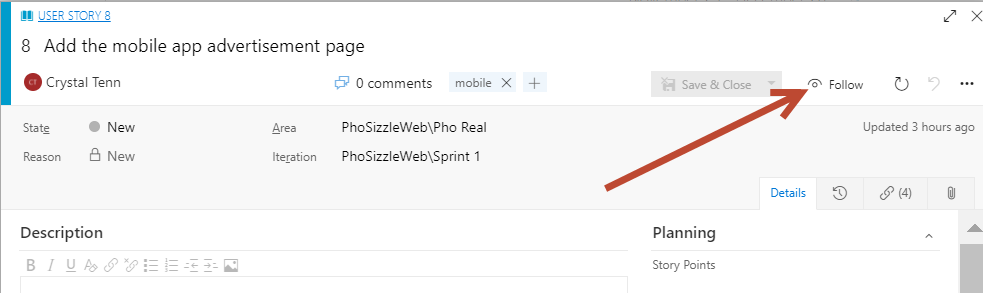 USER STORY 8
8 Add the mobile app advertisement page
CT Crystal Tenn 0 comments mobile Save & Close Follow
State New Area PhoSizzleWeb\Pho Real Updated 3 hours ago
Reason New Iteration PhoSizzleWeb\Sprint 1
Details (4)
Description Planning
B I U Story Points